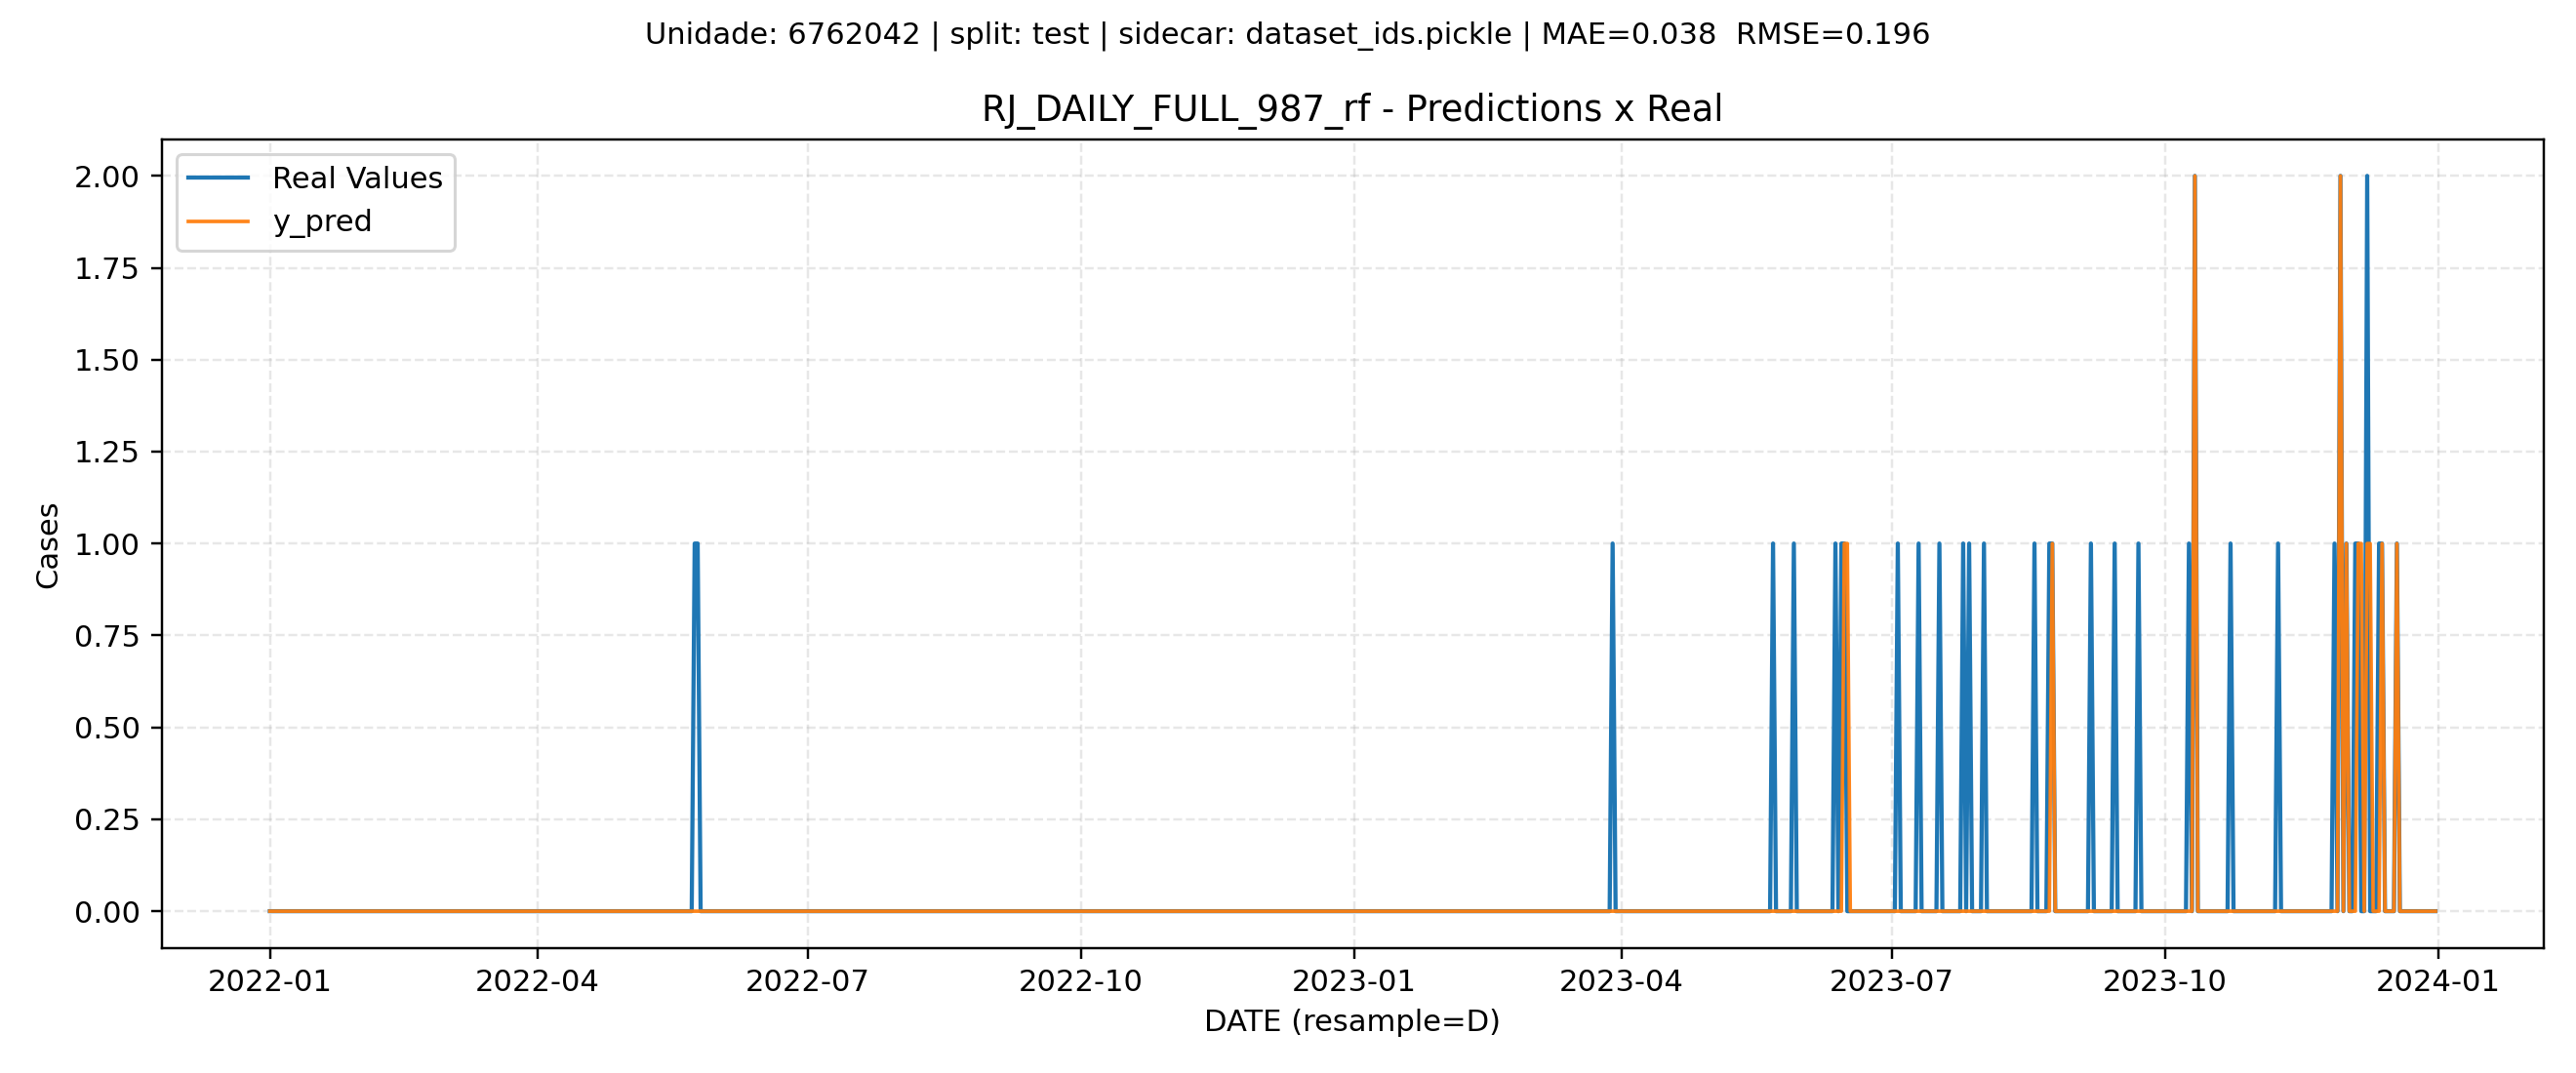 Unidade: 6762042 | split: test | sidecar: dataset_ids.pickle | MAE=0.038  RMSE=0.196
RJ_DAILY_FULL_987_rf - Predictions x Real
Real Values
y_pred
2.00
1.75
1.50
1.25
1.00
0.75
0.50
0.25
0.00
Cases
2022-01 2022-04 2022-07 2022-10 2023-01 2023-04 2023-07 2023-10 2024-01
DATE (resample=D)